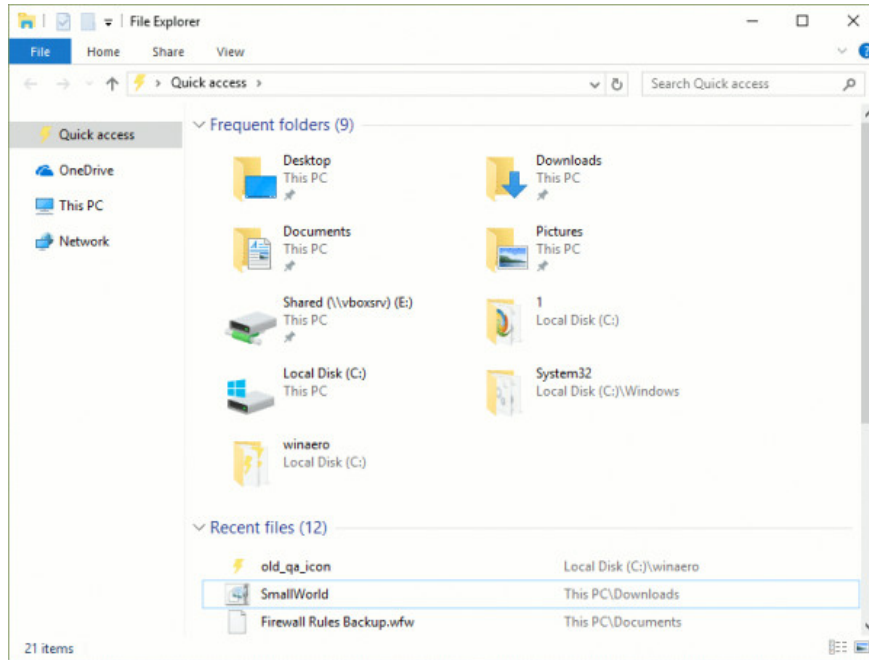 File Explorer
File Home Share View
Quick access
Search Quick access
Quick access
OneDrive
This PC
Network
Frequent folders (9)
Desktop
This PC
Downloads
This PC
Documents
This PC
Pictures
This PC
Shared (\\vboxsrv) (E:)
This PC
1
Local Disk (C:)
Local Disk (C:)
This PC
System32
Local Disk (C:)\Windows
winaero
Local Disk (C:)
Recent files (12)
old_qa_icon Local Disk (C:)\winaero
SmallWorld This PC\Downloads
Firewall Rules Backup.wfw This PC\Documents
21 items